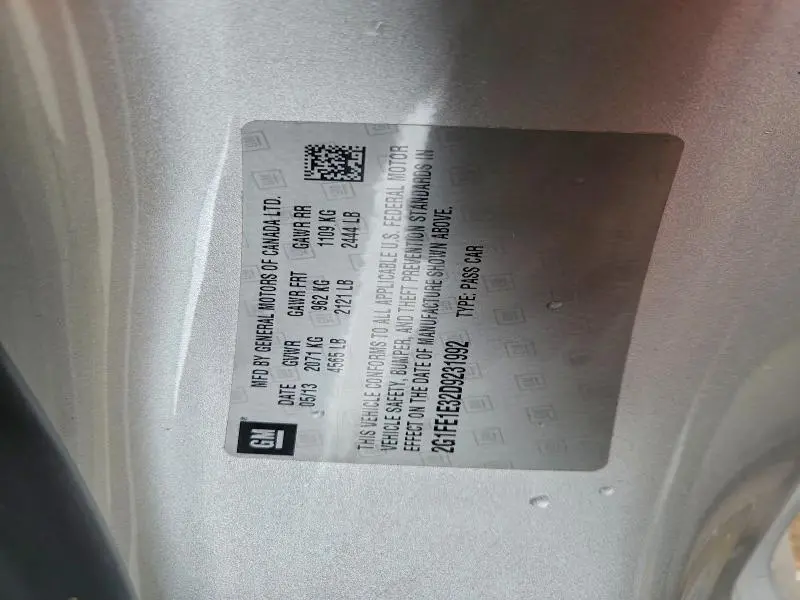 GM®
MFD BY GENERAL MOTORS OF CANADA LTD.
DATE GVWR GAWR FRT GAWR RR
05/13 2071 KG 962 KG 1109 KG
4565 LB 2121 LB 2444 LB
THIS VEHICLE CONFORMS TO ALL APPLICABLE U.S. FEDERAL MOTOR
VEHICLE SAFETY, BUMPER, AND THEFT PREVENTION STANDARDS IN
EFFECT ON THE DATE OF MANUFACTURE SHOWN ABOVE.
2G1FE1E32D9231992 TYPE: PASS CAR